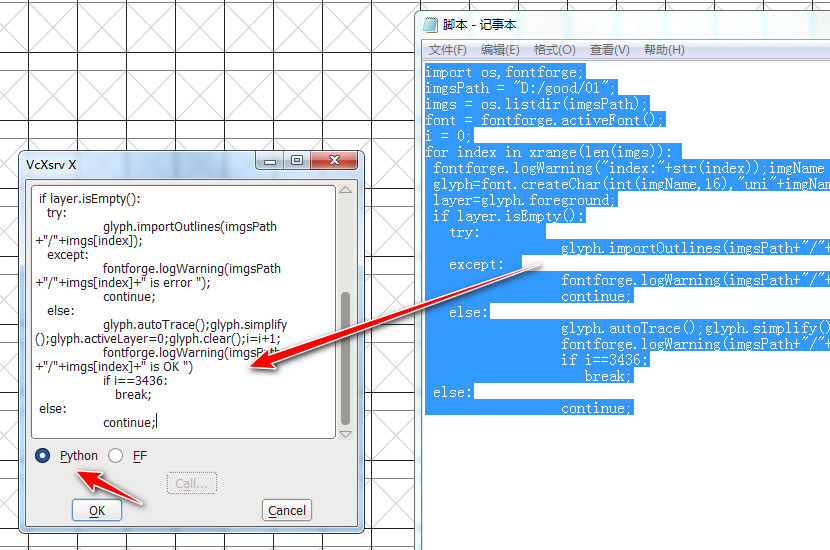 脚本 - 记事本
文件(F) 编辑(E) 格式(O) 查看(V) 帮助(H)
import os,fontforge;
imgsPath = "D:/good/01";
imgs = os.listdir(imgsPath);
font = fontforge.activeFont();
i = 0;
for index in xrange(len(imgs)):
fontforge.logWarning("index:"+str(index));imgName
glyph=font.createChar(int(imgName,16),"uni"+imgNam
layer=glyph.foreground;
if layer.isEmpty():
try:
glyph.importOutlines(imgsPath+"/"+
except:
fontforge.logWarning(imgsPath+"/"+
continue;
else:
glyph.autoTrace();glyph.simplify()
fontforge.logWarning(imgsPath+"/"+
if i==3436:
break;
else:
continue;
VcXsrv X
if layer.isEmpty():
try:
glyph.importOutlines(imgsPath
+"/"+imgs[index]);
except:
fontforge.logWarning(imgsPath
+"/"+imgs[index]+" is error ");
continue;
else:
glyph.autoTrace();glyph.simplify
();glyph.activeLayer=0;glyph.clear();i=i+1;
fontforge.logWarning(imgsPath
+"/"+imgs[index]+" is OK ")
if i==3436:
break;
else:
continue;
Python FF
Call...
OK Cancel